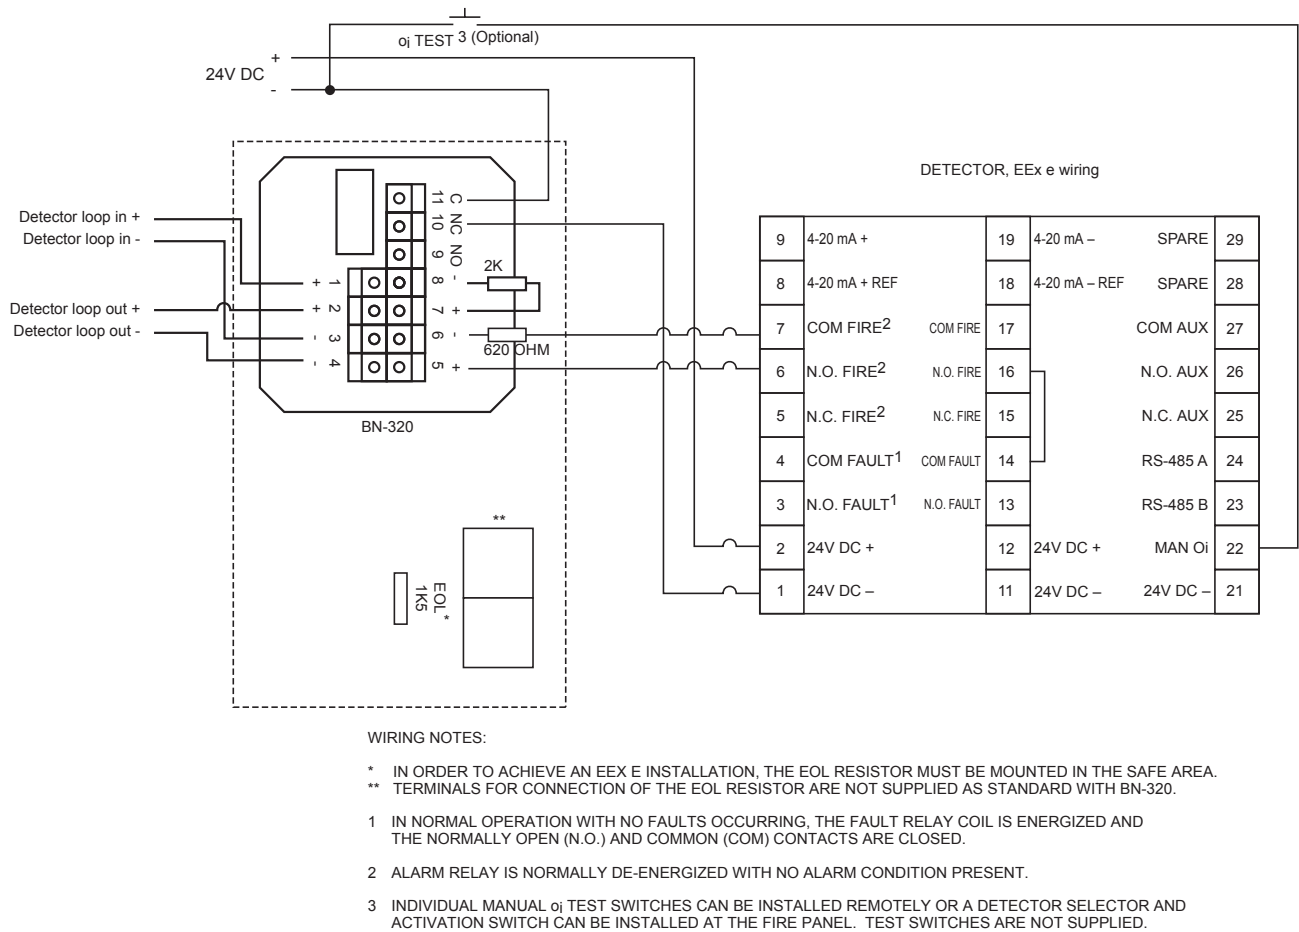 oi TEST 3 (Optional)
+
24V DC
-
DETECTOR, EEx e wiring
Detector loop in +
Detector loop in -
Detector loop out +
Detector loop out -
11 C
10 NC
9 NO
8 -
7 +
6 -
5 +
+ 1
+ 2
- 3
- 4
2K
620 OHM
BN-320
**
EOL*
1K5
9 4-20 mA + 19 4-20 mA – SPARE 29
8 4-20 mA + REF 18 4-20 mA – REF SPARE 28
7 COM FIRE2 COM FIRE 17 COM AUX 27
6 N.O. FIRE2 N.O. FIRE 16 N.O. AUX 26
5 N.C. FIRE2 N.C. FIRE 15 N.C. AUX 25
4 COM FAULT1 COM FAULT 14 RS-485 A 24
3 N.O. FAULT1 N.O. FAULT 13 RS-485 B 23
2 24V DC + 12 24V DC + MAN Oi 22
1 24V DC – 11 24V DC – 24V DC – 21
WIRING NOTES:
* IN ORDER TO ACHIEVE AN EEX E INSTALLATION, THE EOL RESISTOR MUST BE MOUNTED IN THE SAFE AREA.
** TERMINALS FOR CONNECTION OF THE EOL RESISTOR ARE NOT SUPPLIED AS STANDARD WITH BN-320.
1 IN NORMAL OPERATION WITH NO FAULTS OCCURRING, THE FAULT RELAY COIL IS ENERGIZED AND
THE NORMALLY OPEN (N.O.) AND COMMON (COM) CONTACTS ARE CLOSED.
2 ALARM RELAY IS NORMALLY DE-ENERGIZED WITH NO ALARM CONDITION PRESENT.
3 INDIVIDUAL MANUAL oi TEST SWITCHES CAN BE INSTALLED REMOTELY OR A DETECTOR SELECTOR AND
ACTIVATION SWITCH CAN BE INSTALLED AT THE FIRE PANEL. TEST SWITCHES ARE NOT SUPPLIED.